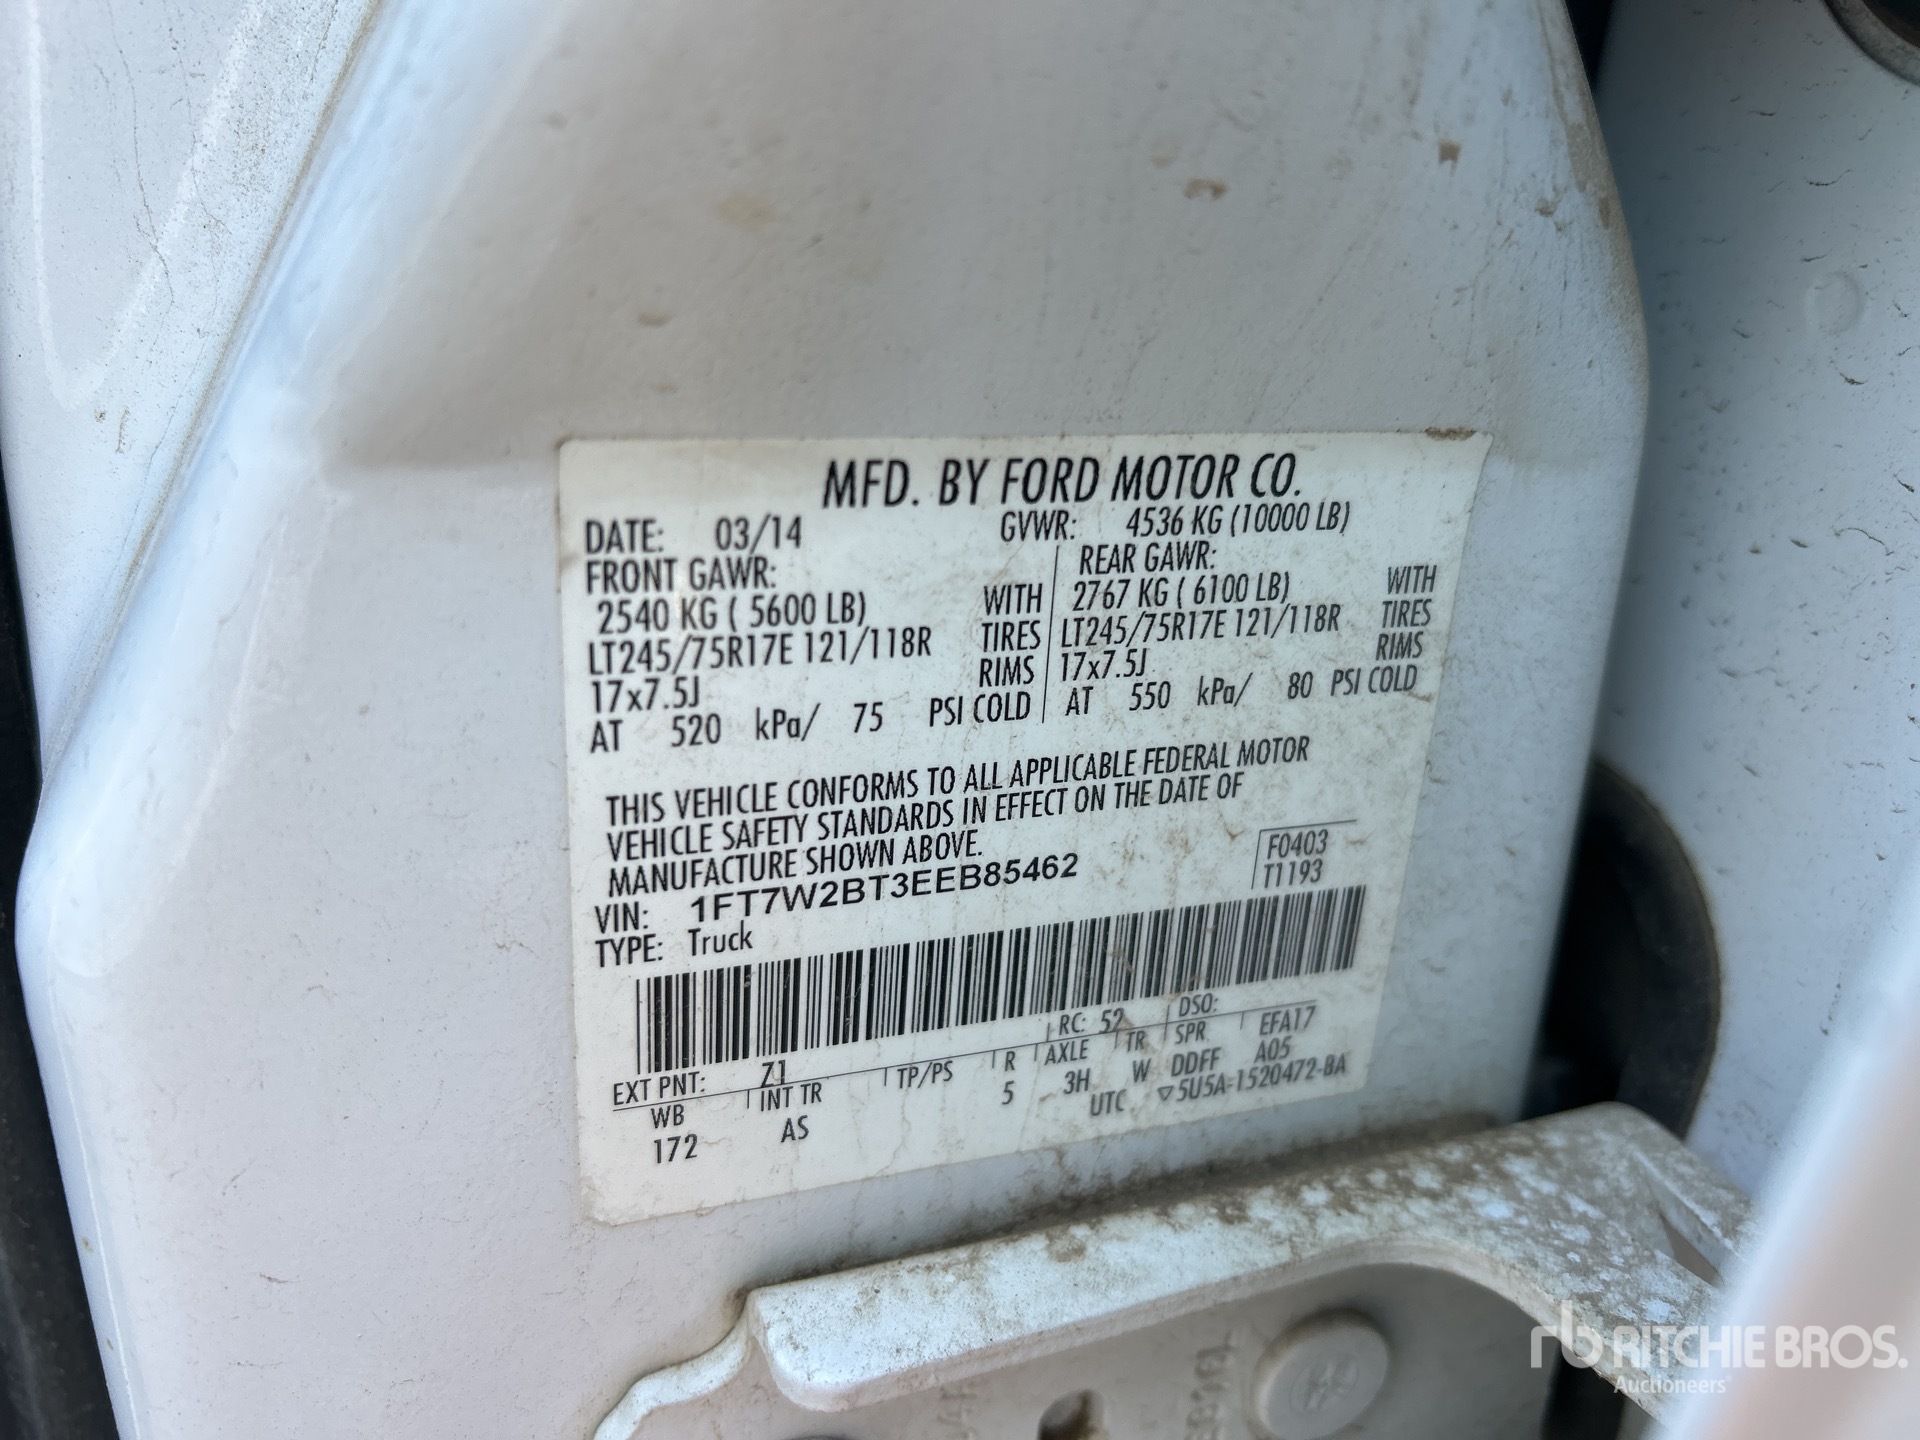 MFD. BY FORD MOTOR CO.
DATE: 03/14 GVWR: 4536 KG (10000 LB)
FRONT GAWR: REAR GAWR:
2540 KG ( 5600 LB) WITH 2767 KG ( 6100 LB) WITH
LT245/75R17E 121/118R TIRES LT245/75R17E 121/118R TIRES
17x7.5J RIMS 17x7.5J RIMS
AT 520 kPa/ 75 PSI COLD AT 550 kPa/ 80 PSI COLD
THIS VEHICLE CONFORMS TO ALL APPLICABLE FEDERAL MOTOR
VEHICLE SAFETY STANDARDS IN EFFECT ON THE DATE OF
MANUFACTURE SHOWN ABOVE.
VIN: 1FT7W2BT3EEB85462 F0403
TYPE: Truck T1193
EXT PNT: Z1 RC: 52 DSO:
WB INT TR TP/PS R AXLE TR SPR EFA17
172 AS 5 3H W DDFF A05
UTC ▽5U5A-1520472-BA
rb RITCHIE BROS.
Auctioneers